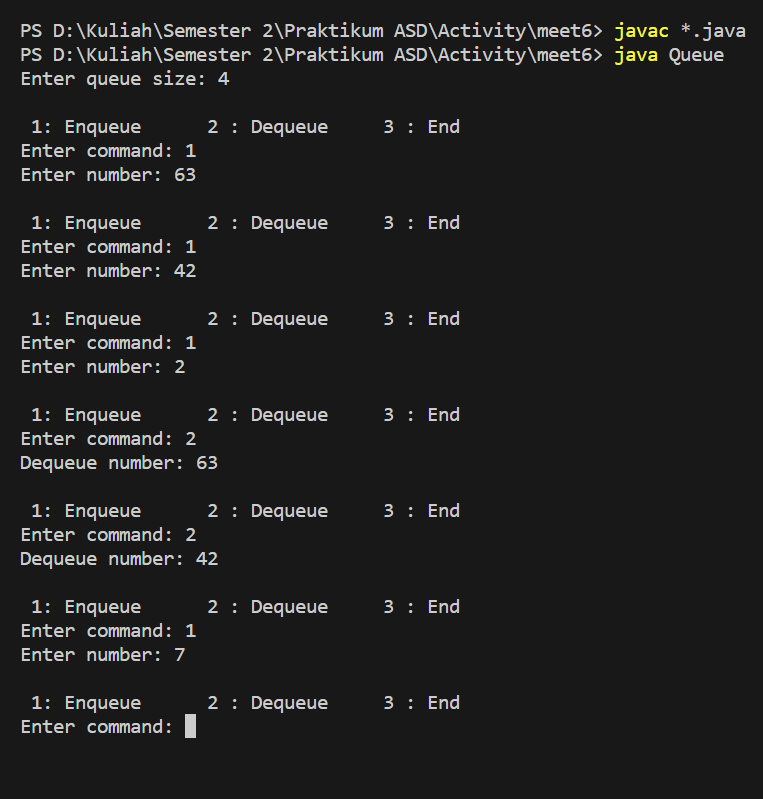 PS D:\Kuliah\Semester 2\Praktikum ASD\Activity\meet6> javac *.java
PS D:\Kuliah\Semester 2\Praktikum ASD\Activity\meet6> java Queue
Enter queue size: 4

 1: Enqueue      2 : Dequeue     3 : End
Enter command: 1
Enter number: 63

 1: Enqueue      2 : Dequeue     3 : End
Enter command: 1
Enter number: 42

 1: Enqueue      2 : Dequeue     3 : End
Enter command: 1
Enter number: 2

 1: Enqueue      2 : Dequeue     3 : End
Enter command: 2
Dequeue number: 63

 1: Enqueue      2 : Dequeue     3 : End
Enter command: 2
Dequeue number: 42

 1: Enqueue      2 : Dequeue     3 : End
Enter command: 1
Enter number: 7

 1: Enqueue      2 : Dequeue     3 : End
Enter command: